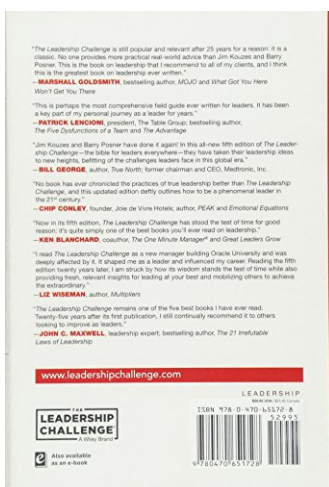 "The Leadership Challenge is still popular and relevant after 25 years for a reason: it is a
classic. No one provides more practical real-world advice than Jim Kouzes and Barry
Posner. This is the book on leadership that I recommend to all of my clients, and I think
this is the greatest book on leadership ever written."
—MARSHALL GOLDSMITH, bestselling author, MOJO and What Got You Here
Won't Get You There
"This is perhaps the most comprehensive field guide ever written for leaders. It has been
a key part of my personal journey as a leader for years."
—PATRICK LENCIONI, president, The Table Group; bestselling author,
The Five Dysfunctions of a Team and The Advantage
"Jim Kouzes and Barry Posner have done it again! In this all-new fifth edition of The Leader-
ship Challenge—the bible for leaders everywhere—they have taken their leadership ideas
to new heights, befitting of the challenges leaders face in this global era."
—BILL GEORGE, author, True North; former chairman and CEO, Medtronic, Inc.
"No book has ever chronicled the practices of true leadership better than The Leadership
Challenge, and this updated edition deftly outlines how to be a phenomenal leader in
the 21st century."
—CHIP CONLEY, founder, Joie de Vivre Hotels; author, PEAK and Emotional Equations
"Now in its fifth edition, The Leadership Challenge has stood the test of time for good
reason: it's quite simply one of the best books you'll ever read on leadership."
—KEN BLANCHARD, coauthor, The One Minute Manager® and Great Leaders Grow
"I read The Leadership Challenge as a new manager building Oracle University and was
deeply affected by it. It shaped me as a leader and influenced my career. Reading the fifth
edition twenty years later, I am struck by how its wisdom stands the test of time while also
providing fresh, relevant insights for leading at your best and mobilizing others to achieve
the extraordinary."
—LIZ WISEMAN, author, Multipliers
"The Leadership Challenge remains one of the five best books I have ever read.
Twenty-five years after its first publication, I still continually recommend it to others
looking to improve as leaders."
—JOHN C. MAXWELL, leadership expert; bestselling author, The 21 Irrefutable
Laws of Leadership
www.leadershipchallenge.com
LEADERSHIP
THE
LEADERSHIP
CHALLENGE®
A Wiley Brand
e
Also available
as an e-book
ISBN 978-0-470-65172-8
52995
9 780470 651728